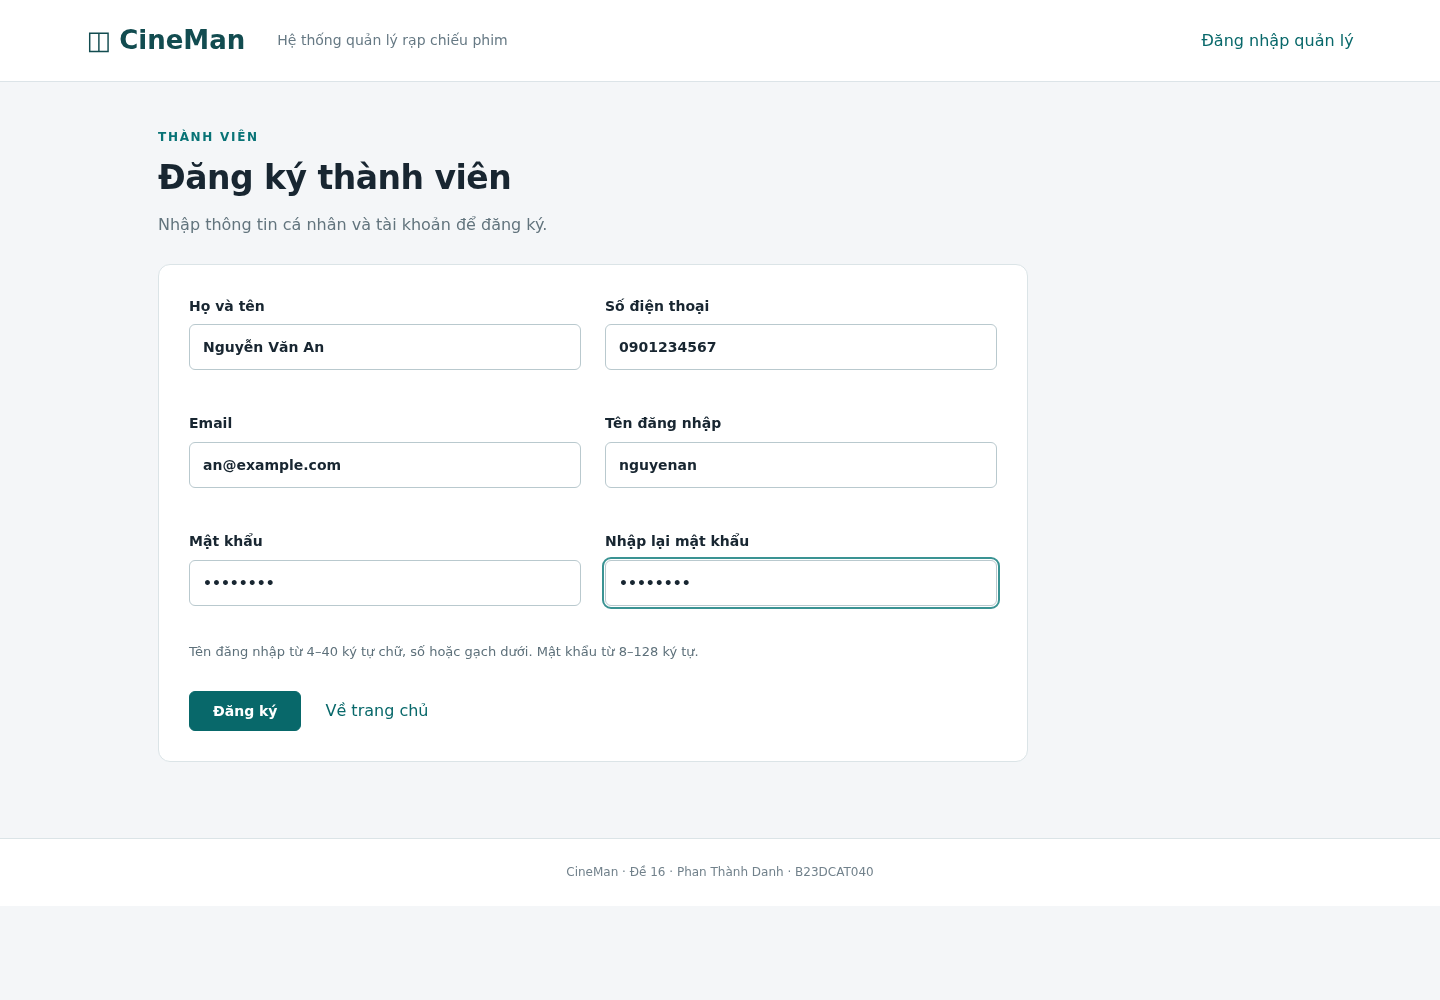 CineMan
Hệ thống quản lý rạp chiếu phim
Đăng nhập quản lý
THÀNH VIÊN
Đăng ký thành viên
Nhập thông tin cá nhân và tài khoản để đăng ký.
Họ và tên
Số điện thoại
Nguyễn Văn An
0901234567
Email
Tên đăng nhập
an@example.com
nguyenan
Mật khẩu
Nhập lại mật khẩu
••••••••
••••••••
Tên đăng nhập từ 4–40 ký tự chữ, số hoặc gạch dưới. Mật khẩu từ 8–128 ký tự.
Đăng ký
Về trang chủ
CineMan · Đề 16 · Phan Thành Danh · B23DCAT040